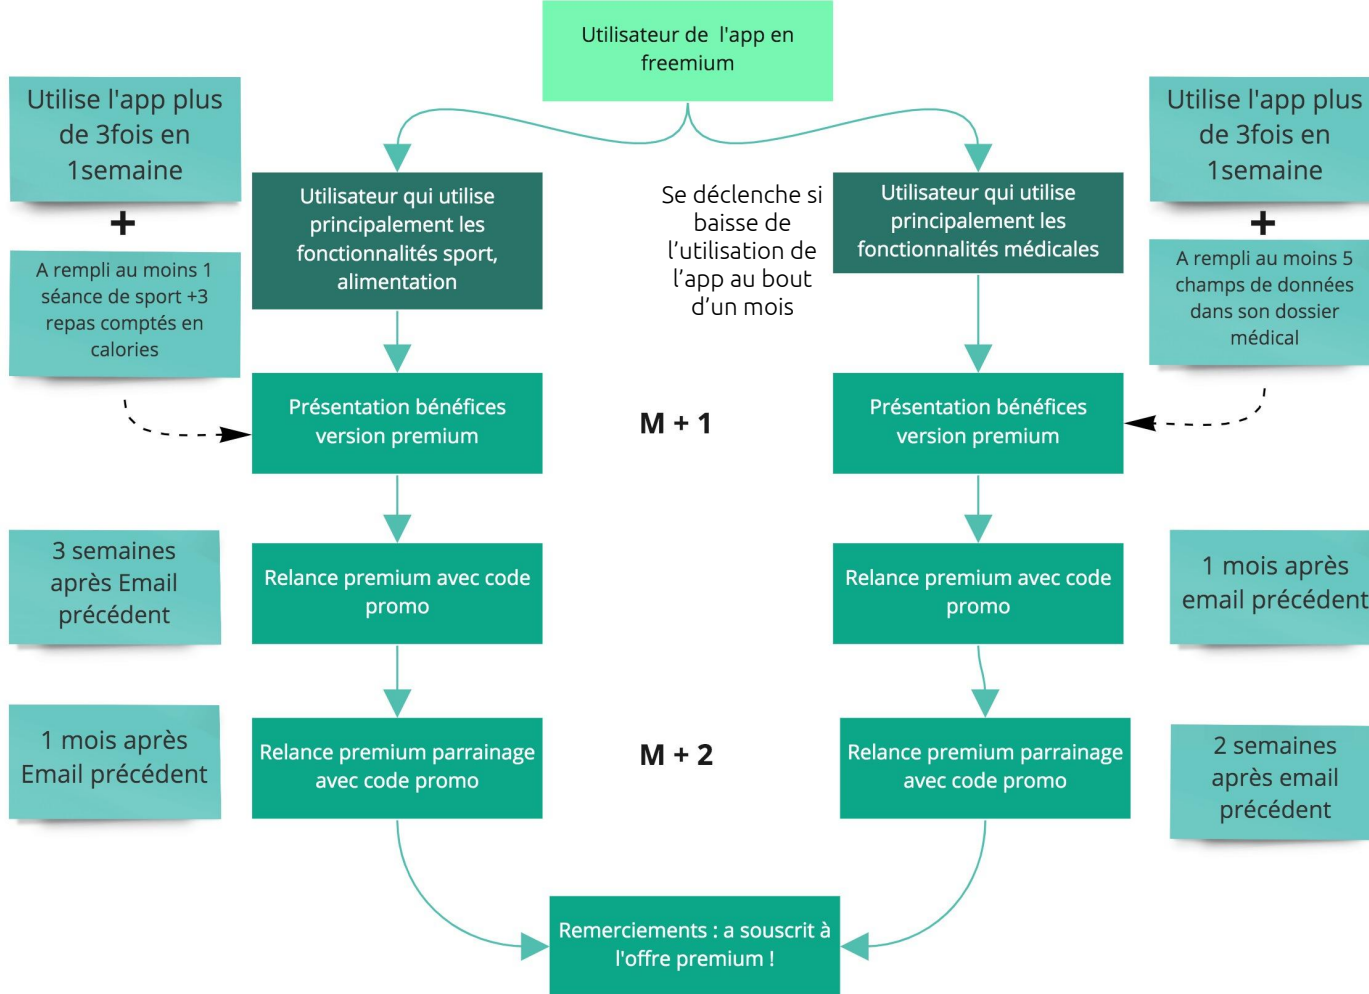 Utilisateur de l'app en
freemium
Utilise l'app plus
de 3fois en
1semaine
+
A rempli au moins 1
séance de sport +3
repas comptés en
calories
Utilisateur qui utilise
principalement les
fonctionnalités sport,
alimentation
Se déclenche si
baisse de
l'utilisation de
l'app au bout
d'un mois
Utilisateur qui utilise
principalement les
fonctionnalités médicales
Utilise l'app plus
de 3fois en
1semaine
+
A rempli au moins 5
champs de données
dans son dossier
médical
Présentation bénéfices
version premium
M + 1
Présentation bénéfices
version premium
3 semaines
après Email
précédent
Relance premium avec code
promo
Relance premium avec code
promo
1 mois après
email précédent
1 mois après
Email précédent
Relance premium parrainage
avec code promo
M + 2
Relance premium parrainage
avec code promo
2 semaines
après email
précédent
Remerciements : a souscrit à
l'offre premium !